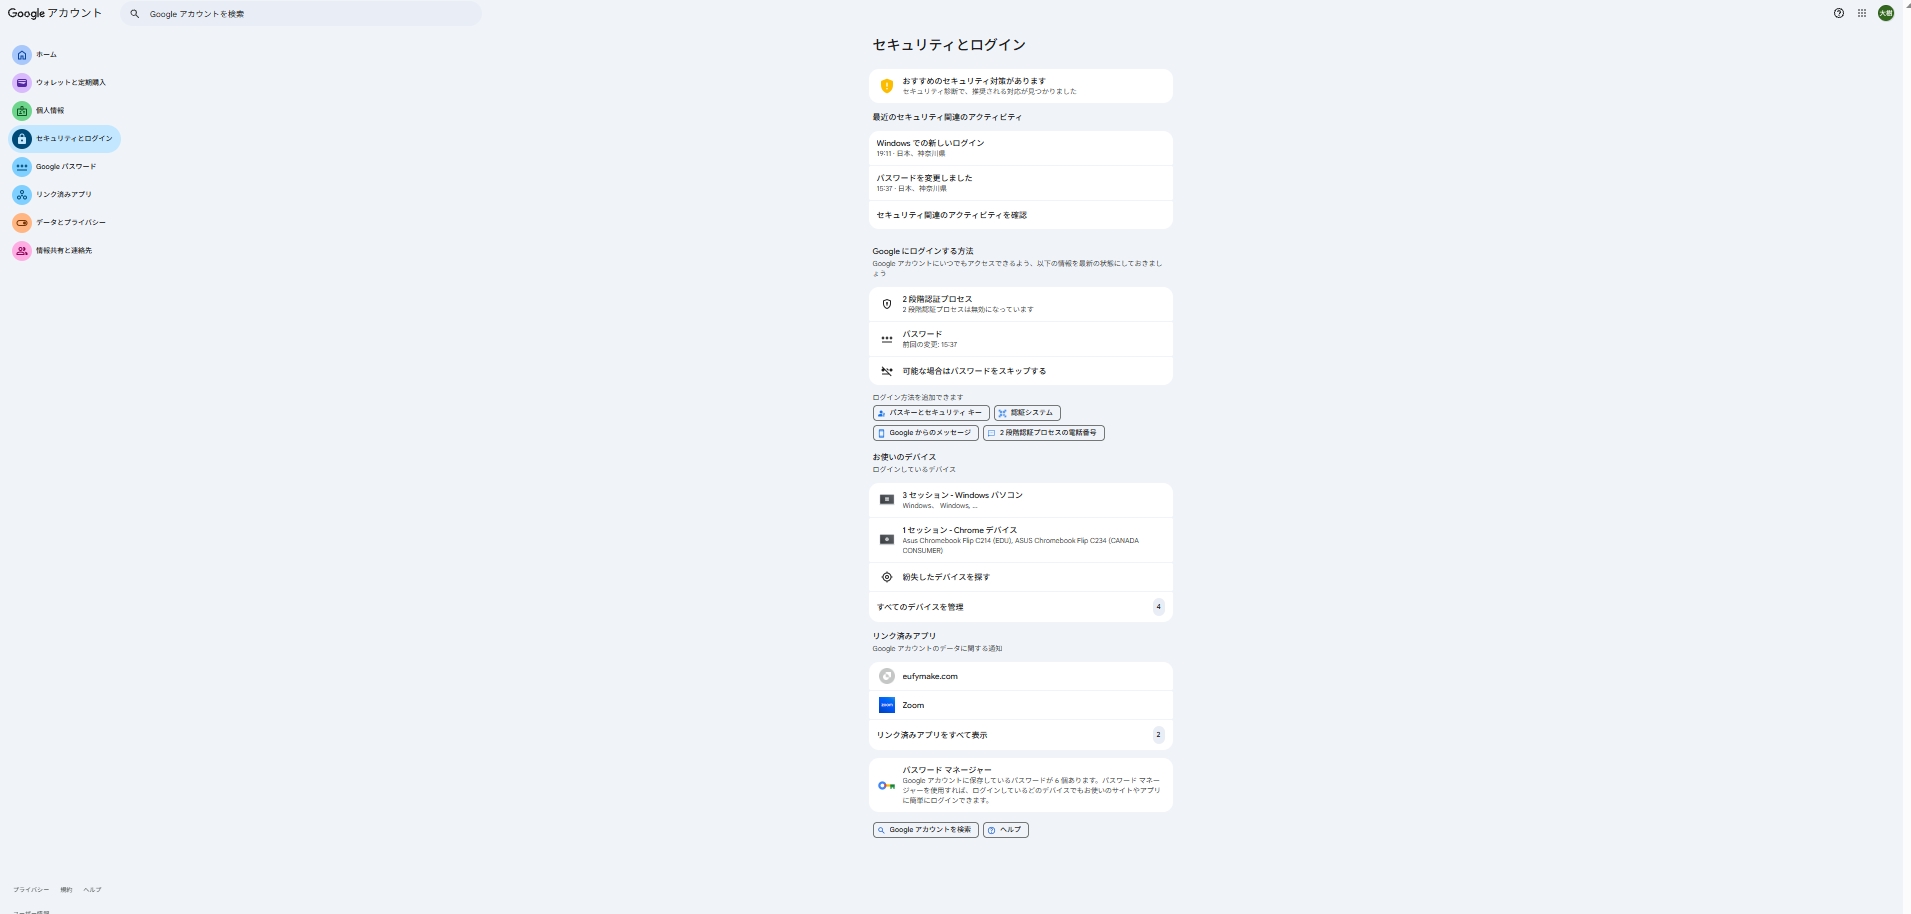 Google アカウント
Google アカウントを検索
大樹
ホーム
ウォレットと定期購入
個人情報
セキュリティとログイン
Google パスワード
リンク済みアプリ
データとプライバシー
情報共有と連絡先
セキュリティとログイン
おすすめのセキュリティ対策があります
セキュリティ診断で、推奨される対応が見つかりました
最近のセキュリティ関連のアクティビティ
Windows での新しいログイン
19:11 · 日本、神奈川県
パスワードを変更しました
15:37 · 日本、神奈川県
セキュリティ関連のアクティビティを確認
Google にログインする方法
Google アカウントにいつでもアクセスできるよう、以下の情報を最新の状態にしておきまし
ょう
2 段階認証プロセス
2 段階認証プロセスは無効になっています
パスワード
前回の変更: 15:37
可能な場合はパスワードをスキップする
ログイン方法を追加できます
パスキーとセキュリティ キー
認証システム
Google からのメッセージ
2 段階認証プロセスの電話番号
お使いのデバイス
ログインしているデバイス
3 セッション - Windows パソコン
Windows、 Windows, ...
1 セッション - Chrome デバイス
Asus Chromebook Flip C214 (EDU), ASUS Chromebook Flip C234 (CANADA
CONSUMER)
紛失したデバイスを探す
すべてのデバイスを管理
4
リンク済みアプリ
Google アカウントのデータに関する通知
eufymake.com
zoom
Zoom
リンク済みアプリをすべて表示
2
パスワード マネージャー
Google アカウントに保存しているパスワードが 6 個あります。パスワード マネー
ジャーを使用すれば、ログインしているどのデバイスでもお使いのサイトやアプリ
に簡単にログインできます。
Google アカウントを検索
ヘルプ
プライバシー
規約
ヘルプ